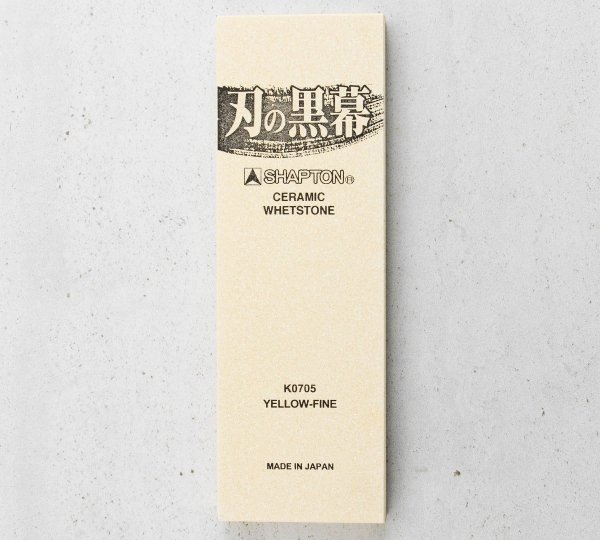 刃の黒幕
SHAPTON®
CERAMIC
WHETSTONE
K0705
YELLOW-FINE
MADE IN JAPAN